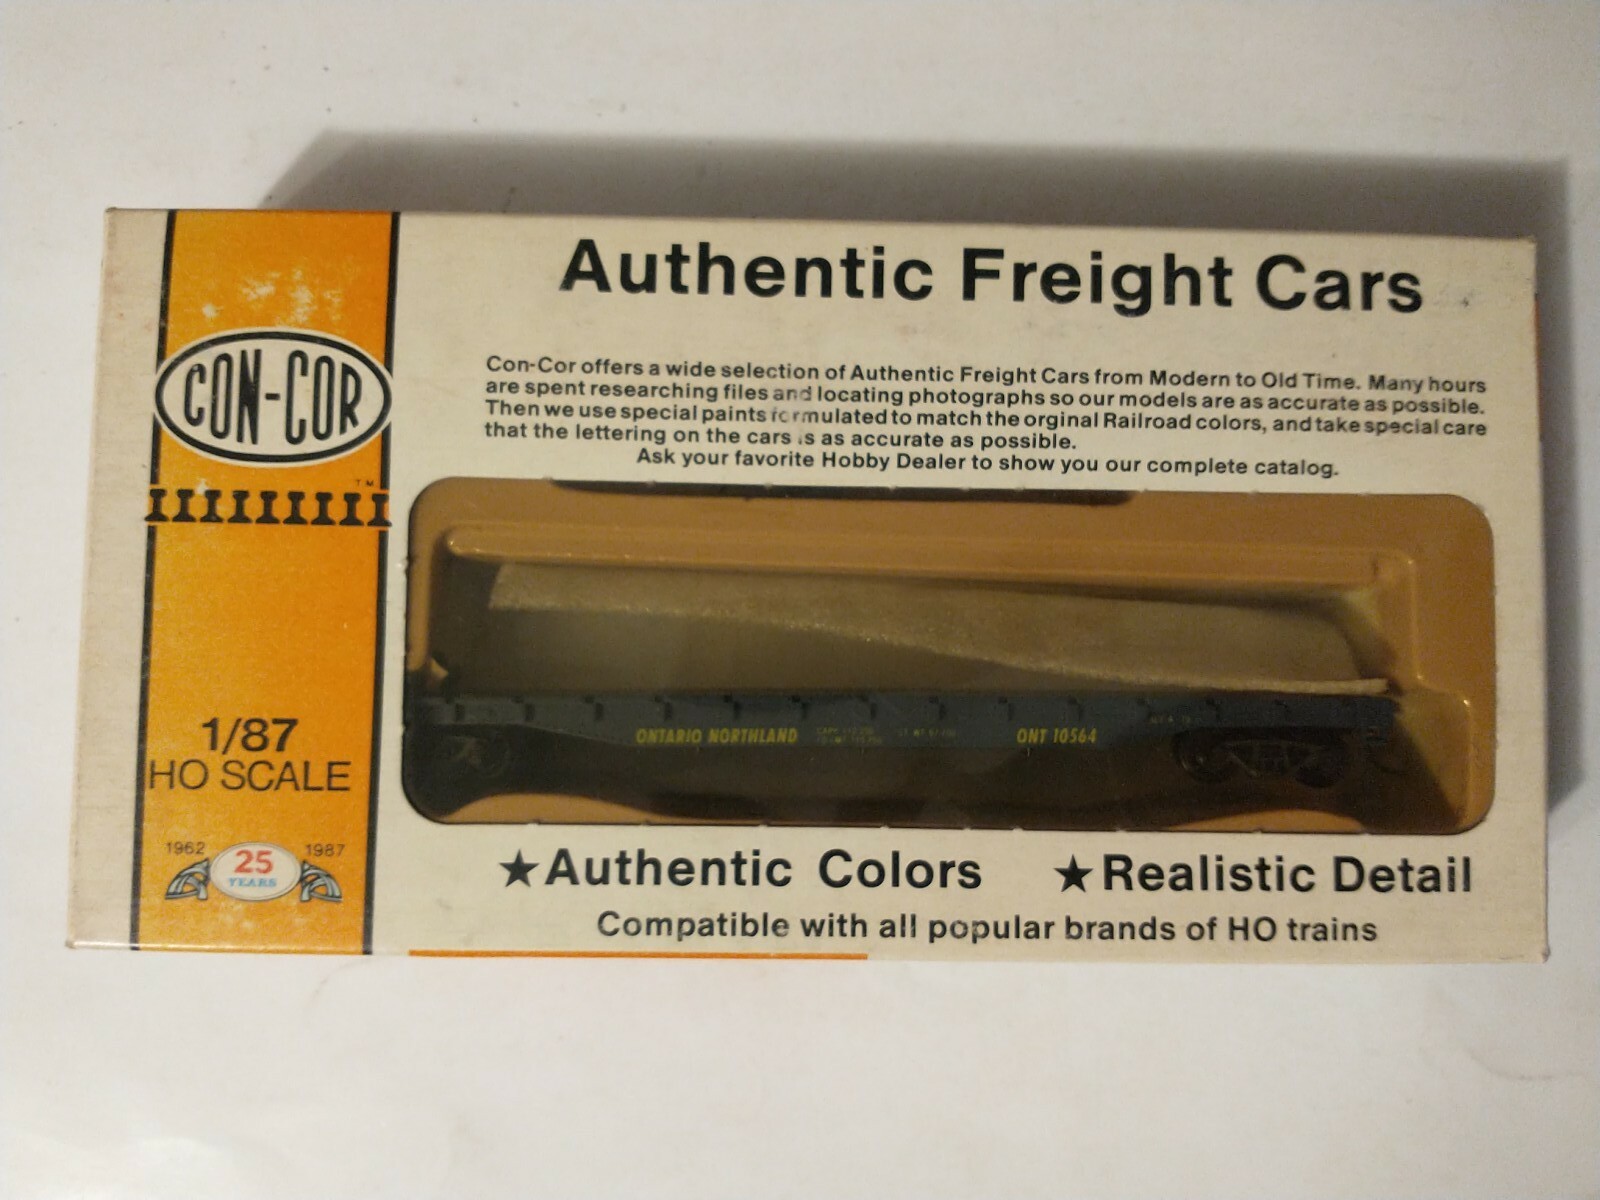 Authentic Freight Cars
Con-Cor offers a wide selection of Authentic Freight Cars from Modern to Old Time. Many hours
are spent researching files and locating photographs so our models are as accurate as possible.
Then we use special paints formulated to match the orginal Railroad colors, and take special care
that the lettering on the cars is as accurate as possible.
Ask your favorite Hobby Dealer to show you our complete catalog.
CON-COR
TM
1/87
HO SCALE
1962 25 1987
YEARS
ONTARIO NORTHLAND
ONT 10564
★Authentic Colors ★Realistic Detail
Compatible with all popular brands of HO trains